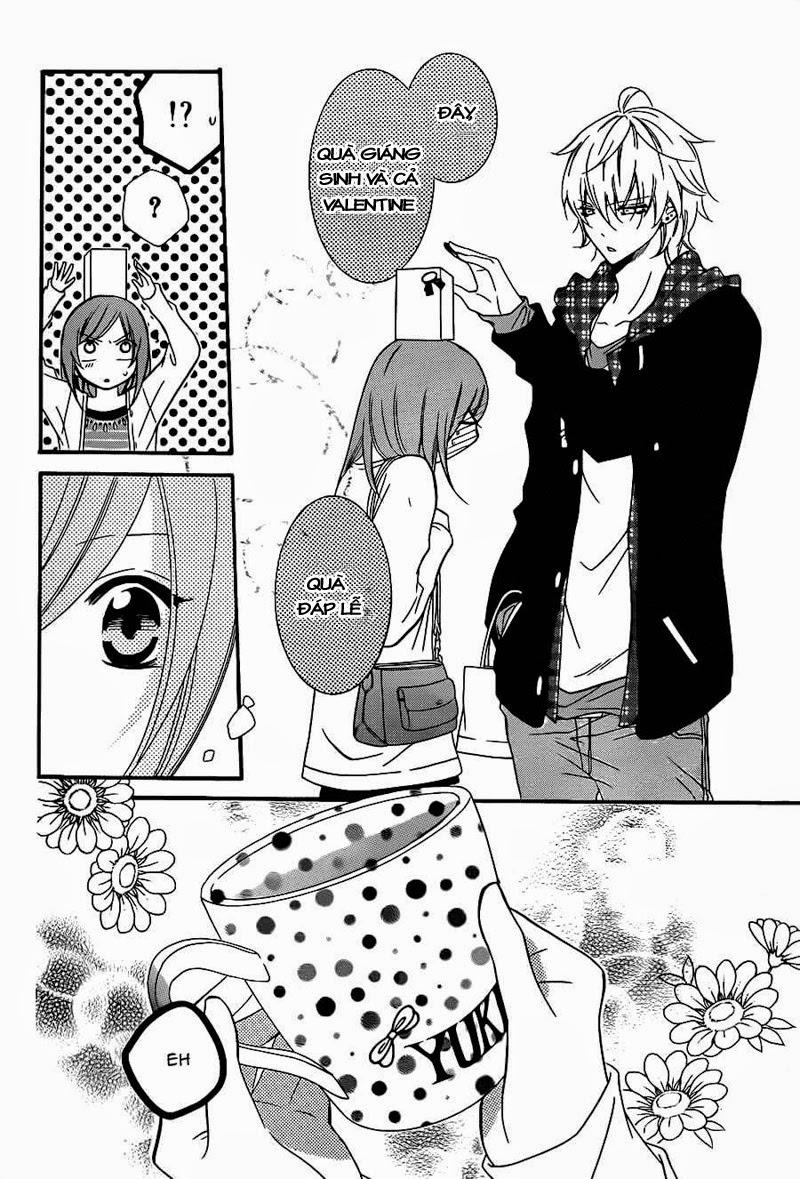 ĐÂY,
QUÀ GIÁNG
SINH VÀ CẢ
VALENTINE
!?
?
QUÀ
ĐÁP LỄ
EH
YUKI